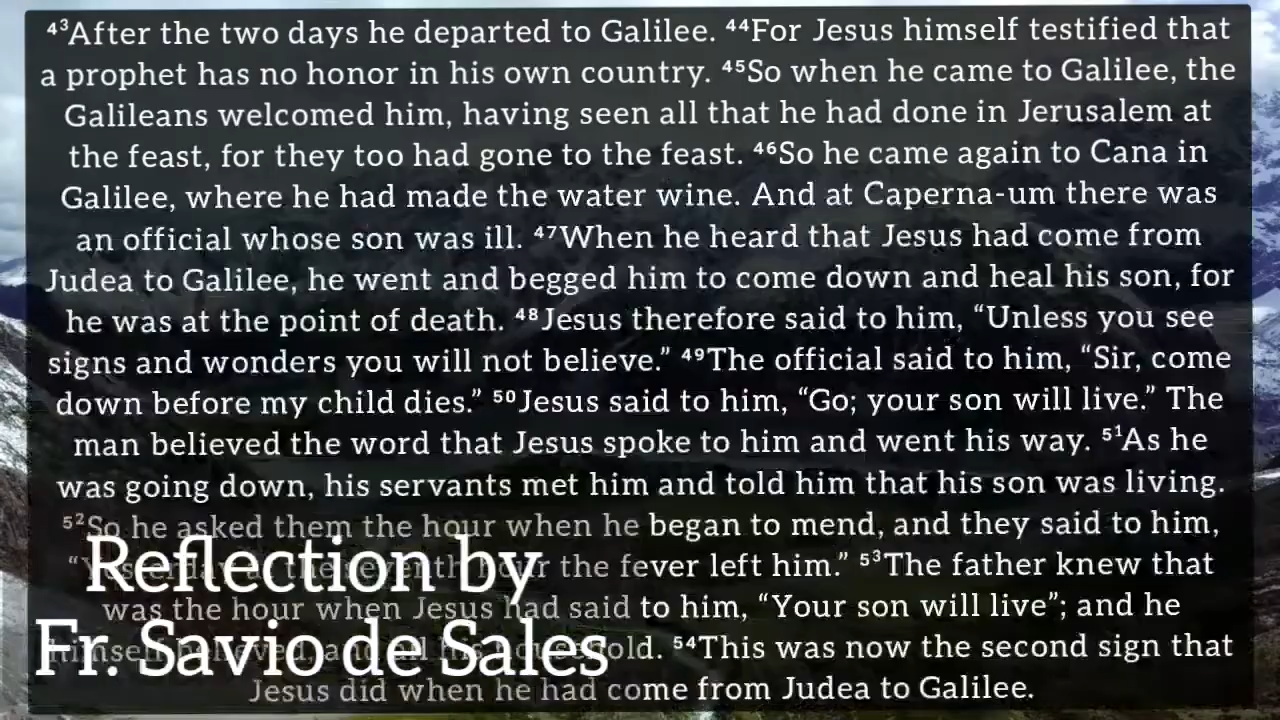 ⁴³After the two days he departed to Galilee. ⁴⁴For Jesus himself testified that
a prophet has no honor in his own country. ⁴⁵So when he came to Galilee, the
Galileans welcomed him, having seen all that he had done in Jerusalem at
the feast, for they too had gone to the feast. ⁴⁶So he came again to Cana in
Galilee, where he had made the water wine. And at Caperna-um there was
an official whose son was ill. ⁴⁷When he heard that Jesus had come from
Judea to Galilee, he went and begged him to come down and heal his son, for
he was at the point of death. ⁴⁸Jesus therefore said to him, “Unless you see
signs and wonders you will not believe.” ⁴⁹The official said to him, “Sir, come
down before my child dies.” ⁵⁰Jesus said to him, “Go; your son will live.” The
man believed the word that Jesus spoke to him and went his way. ⁵¹As he
was going down, his servants met him and told him that his son was living.
⁵²So he asked them the hour when he began to mend, and they said to him,
“Yesterday at the seventh hour the fever left him.” ⁵³The father knew that
was the hour when Jesus had said to him, “Your son will live”; and he
himself believed, and all his household. ⁵⁴This was now the second sign that
Jesus did when he had come from Judea to Galilee.
Reflection by
Fr. Savio de Sales